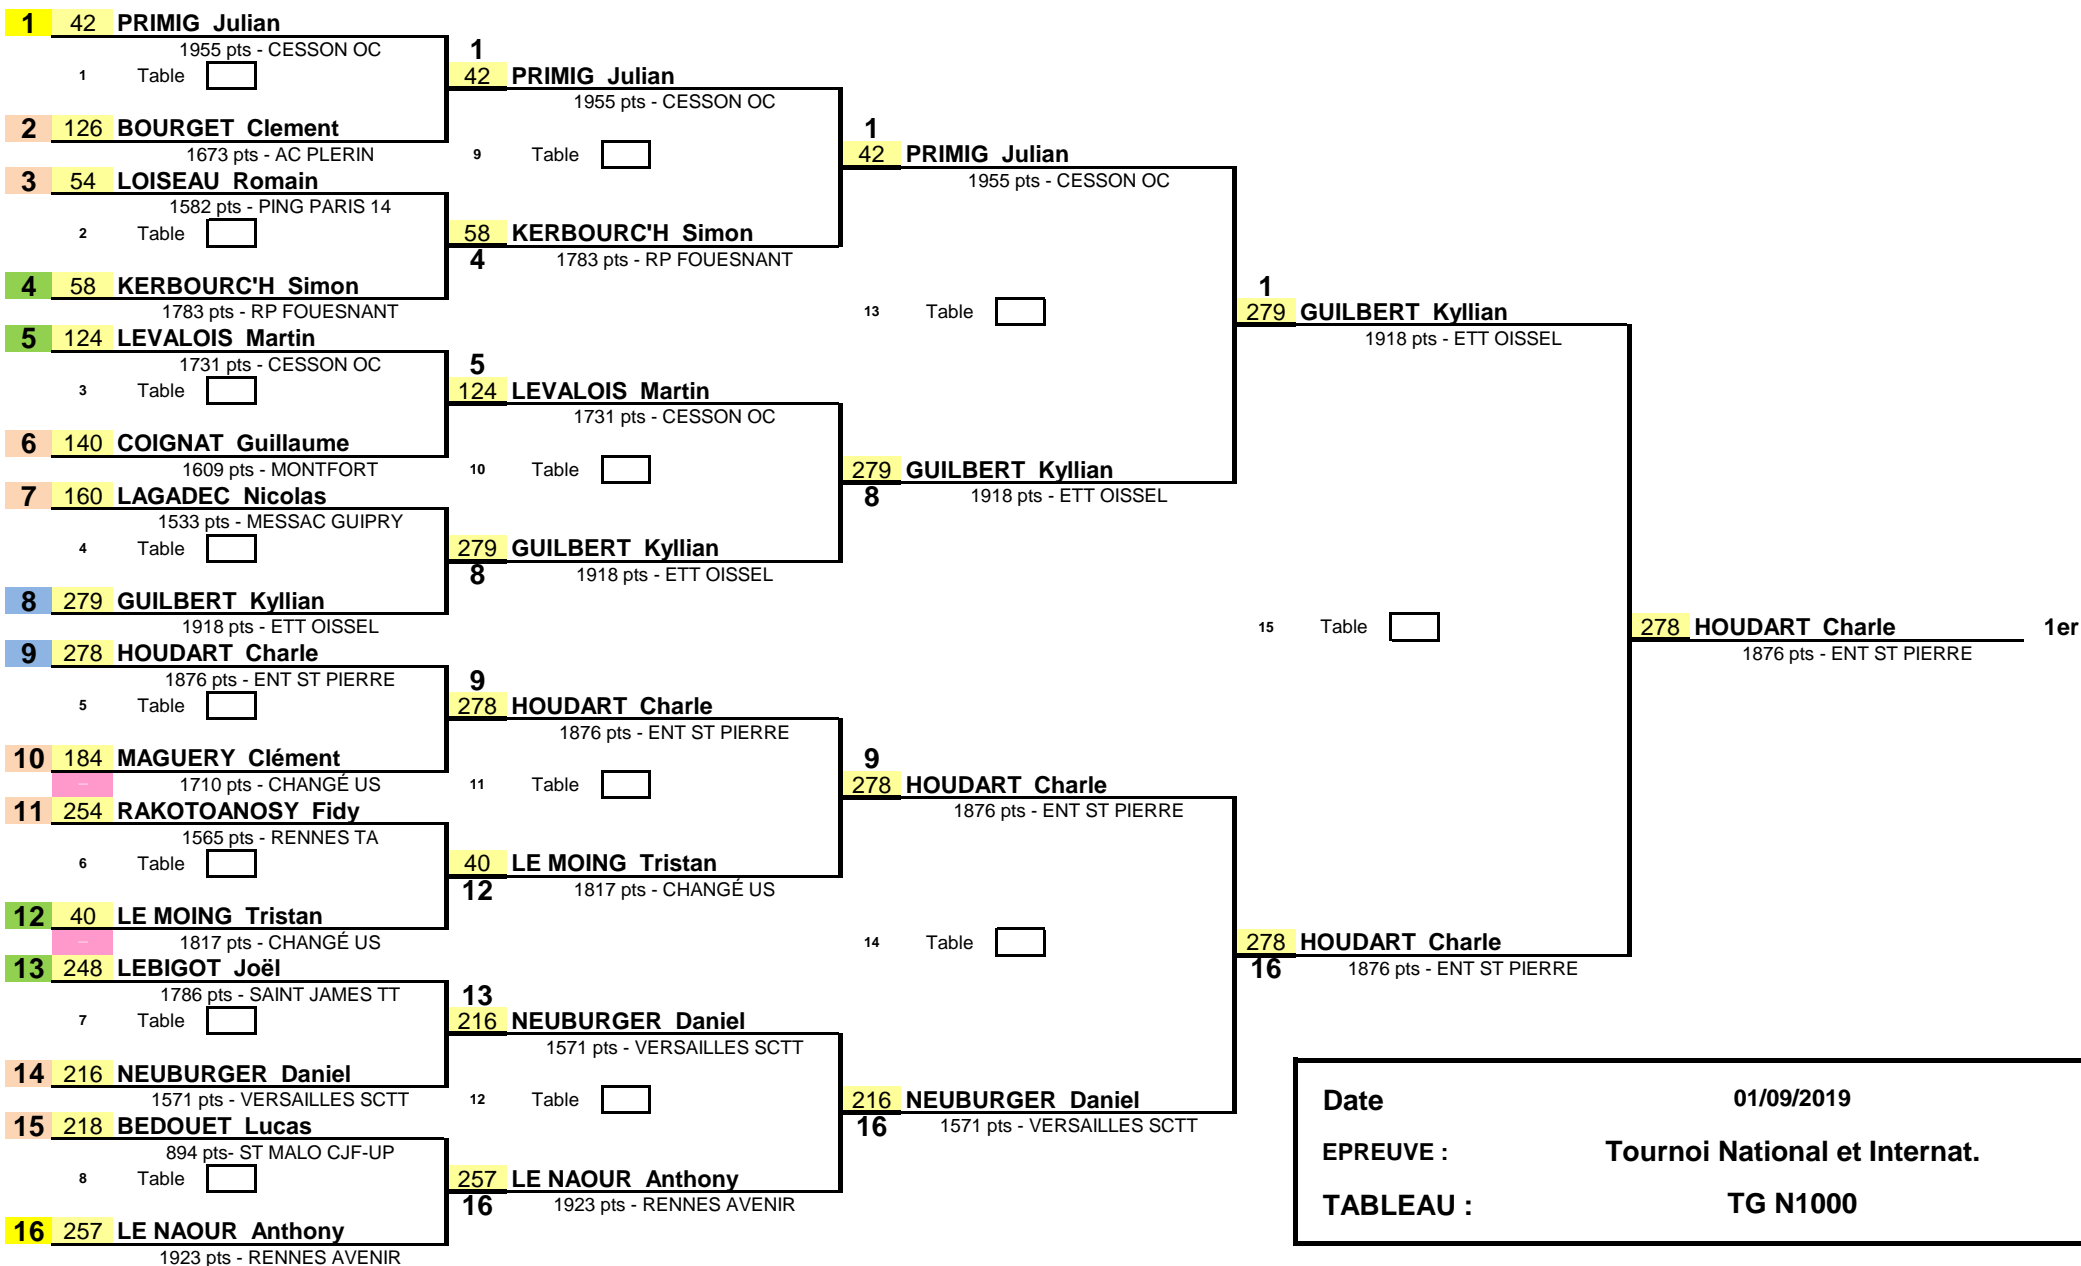 1 42 PRIMIG Julian
1955 pts - CESSON OC
1 Table
2 126 BOURGET Clement
1673 pts - AC PLERIN
3 54 LOISEAU Romain
1582 pts - PING PARIS 14
2 Table
4 58 KERBOURC'H Simon
1783 pts - RP FOUESNANT
5 124 LEVALOIS Martin
1731 pts - CESSON OC
3 Table
6 140 COIGNAT Guillaume
1609 pts - MONTFORT
7 160 LAGADEC Nicolas
1533 pts - MESSAC GUIPRY
4 Table
8 279 GUILBERT Kyllian
1918 pts - ETT OISSEL
9 278 HOUDART Charle
1876 pts - ENT ST PIERRE
5 Table
10 184 MAGUERY Clément
– 1710 pts - CHANGÉ US
11 254 RAKOTOANOSY Fidy
1565 pts - RENNES TA
6 Table
12 40 LE MOING Tristan
– 1817 pts - CHANGÉ US
13 248 LEBIGOT Joël
1786 pts - SAINT JAMES TT
7 Table
14 216 NEUBURGER Daniel
1571 pts - VERSAILLES SCTT
15 218 BEDOUET Lucas
894 pts- ST MALO CJF-UP
8 Table
16 257 LE NAOUR Anthony
1923 pts - RENNES AVENIR
1
42 PRIMIG Julian
1955 pts - CESSON OC
9 Table
58 KERBOURC'H Simon
4 1783 pts - RP FOUESNANT
5
124 LEVALOIS Martin
1731 pts - CESSON OC
10 Table
279 GUILBERT Kyllian
8 1918 pts - ETT OISSEL
9
278 HOUDART Charle
1876 pts - ENT ST PIERRE
11 Table
40 LE MOING Tristan
12 1817 pts - CHANGÉ US
13
216 NEUBURGER Daniel
1571 pts - VERSAILLES SCTT
12 Table
257 LE NAOUR Anthony
16 1923 pts - RENNES AVENIR
1
42 PRIMIG Julian
1955 pts - CESSON OC
13 Table
279 GUILBERT Kyllian
8 1918 pts - ETT OISSEL
9
278 HOUDART Charle
1876 pts - ENT ST PIERRE
14 Table
216 NEUBURGER Daniel
16 1571 pts - VERSAILLES SCTT
1
279 GUILBERT Kyllian
1918 pts - ETT OISSEL
15 Table
278 HOUDART Charle
16 1876 pts - ENT ST PIERRE
278 HOUDART Charle 1er
1876 pts - ENT ST PIERRE
Date 01/09/2019
EPREUVE : Tournoi National et Internat.
TABLEAU : TG N1000